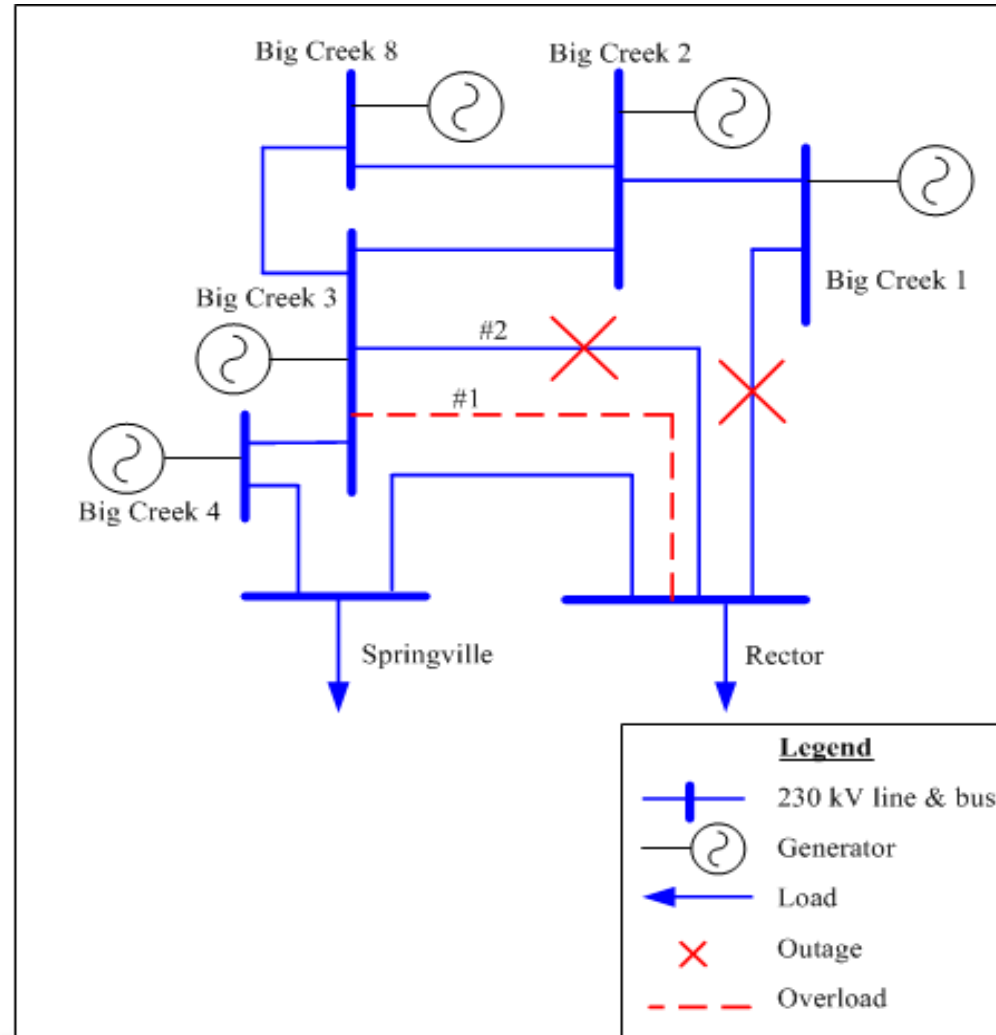 Big Creek 8
Big Creek 2
Big Creek 1
Big Creek 3
#2
#1
Big Creek 4
Springville
Rector
Legend
230 kV line & bus
Generator
Load
Outage
Overload